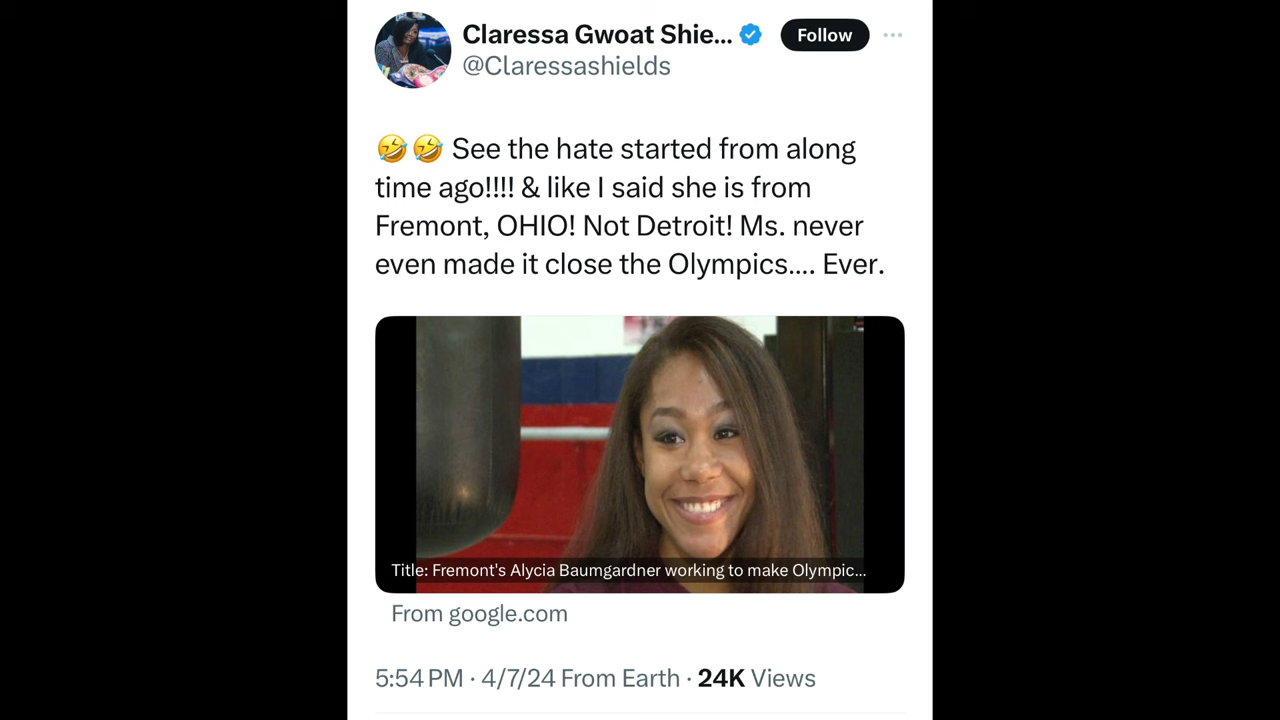 Claressa Gwoat Shie...
Follow
@Claressashields
🤣🤣 See the hate started from along
time ago!!!! & like I said she is from
Fremont, OHIO! Not Detroit! Ms. never
even made it close the Olympics.... Ever.
Title: Fremont's Alycia Baumgardner working to make Olympic...
From google.com
5:54 PM · 4/7/24 From Earth · 24K Views